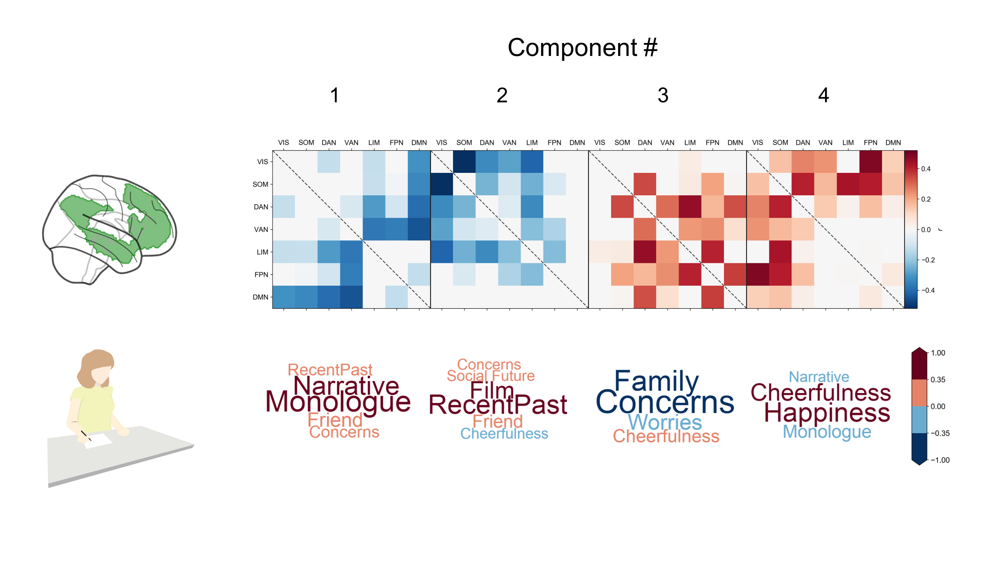 Component #
1 2 3 4
VIS SOM DAN VAN LIM FPN DMN VIS SOM DAN VAN LIM FPN DMN VIS SOM DAN VAN LIM FPN DMN VIS SOM DAN VAN LIM FPN DMN
VIS
SOM
DAN
VAN
LIM
FPN
DMN
0.4
0.2
0.0
−0.2
−0.4
r
RecentPast
Narrative
Monologue
Friend
Concerns
Concerns
Social Future
Film
RecentPast
Friend
Cheerfulness
Family
Concerns
Worries
Cheerfulness
Narrative
Cheerfulness
Happiness
Monologue
1.00
0.35
0.00
−0.35
−1.00